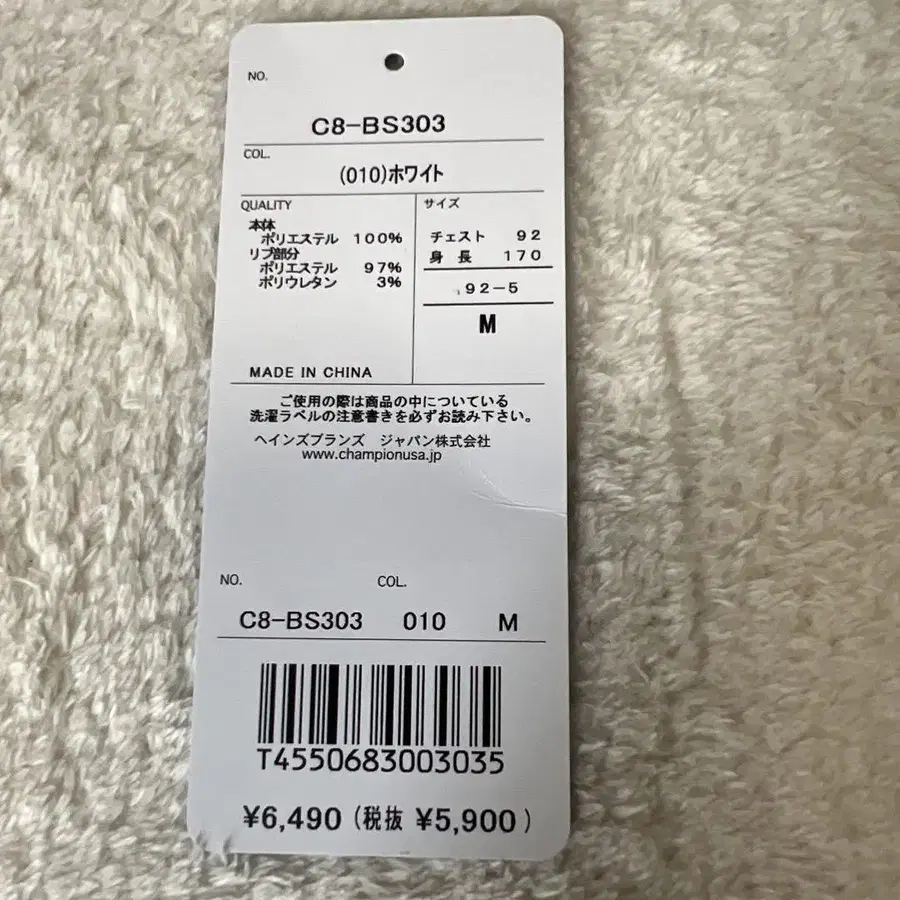 NO.
C8-BS303
COL.
(010)ホワイト
QUALITY
本体
ポリエステル 100%
リブ部分
ポリエステル 97%
ポリウレタン 3%
MADE IN CHINA
サイズ
チェスト 92
身長 170
92-5
M
ご使用の際は商品の中についている
洗濯ラベルの注意書きを必ずお読み下さい。
ヘインズブランズ ジャパン株式会社
www.championusa.jp
NO. COL.
C8-BS303 010 M
T4550683003035
¥6,490 (税抜 ¥5,900)